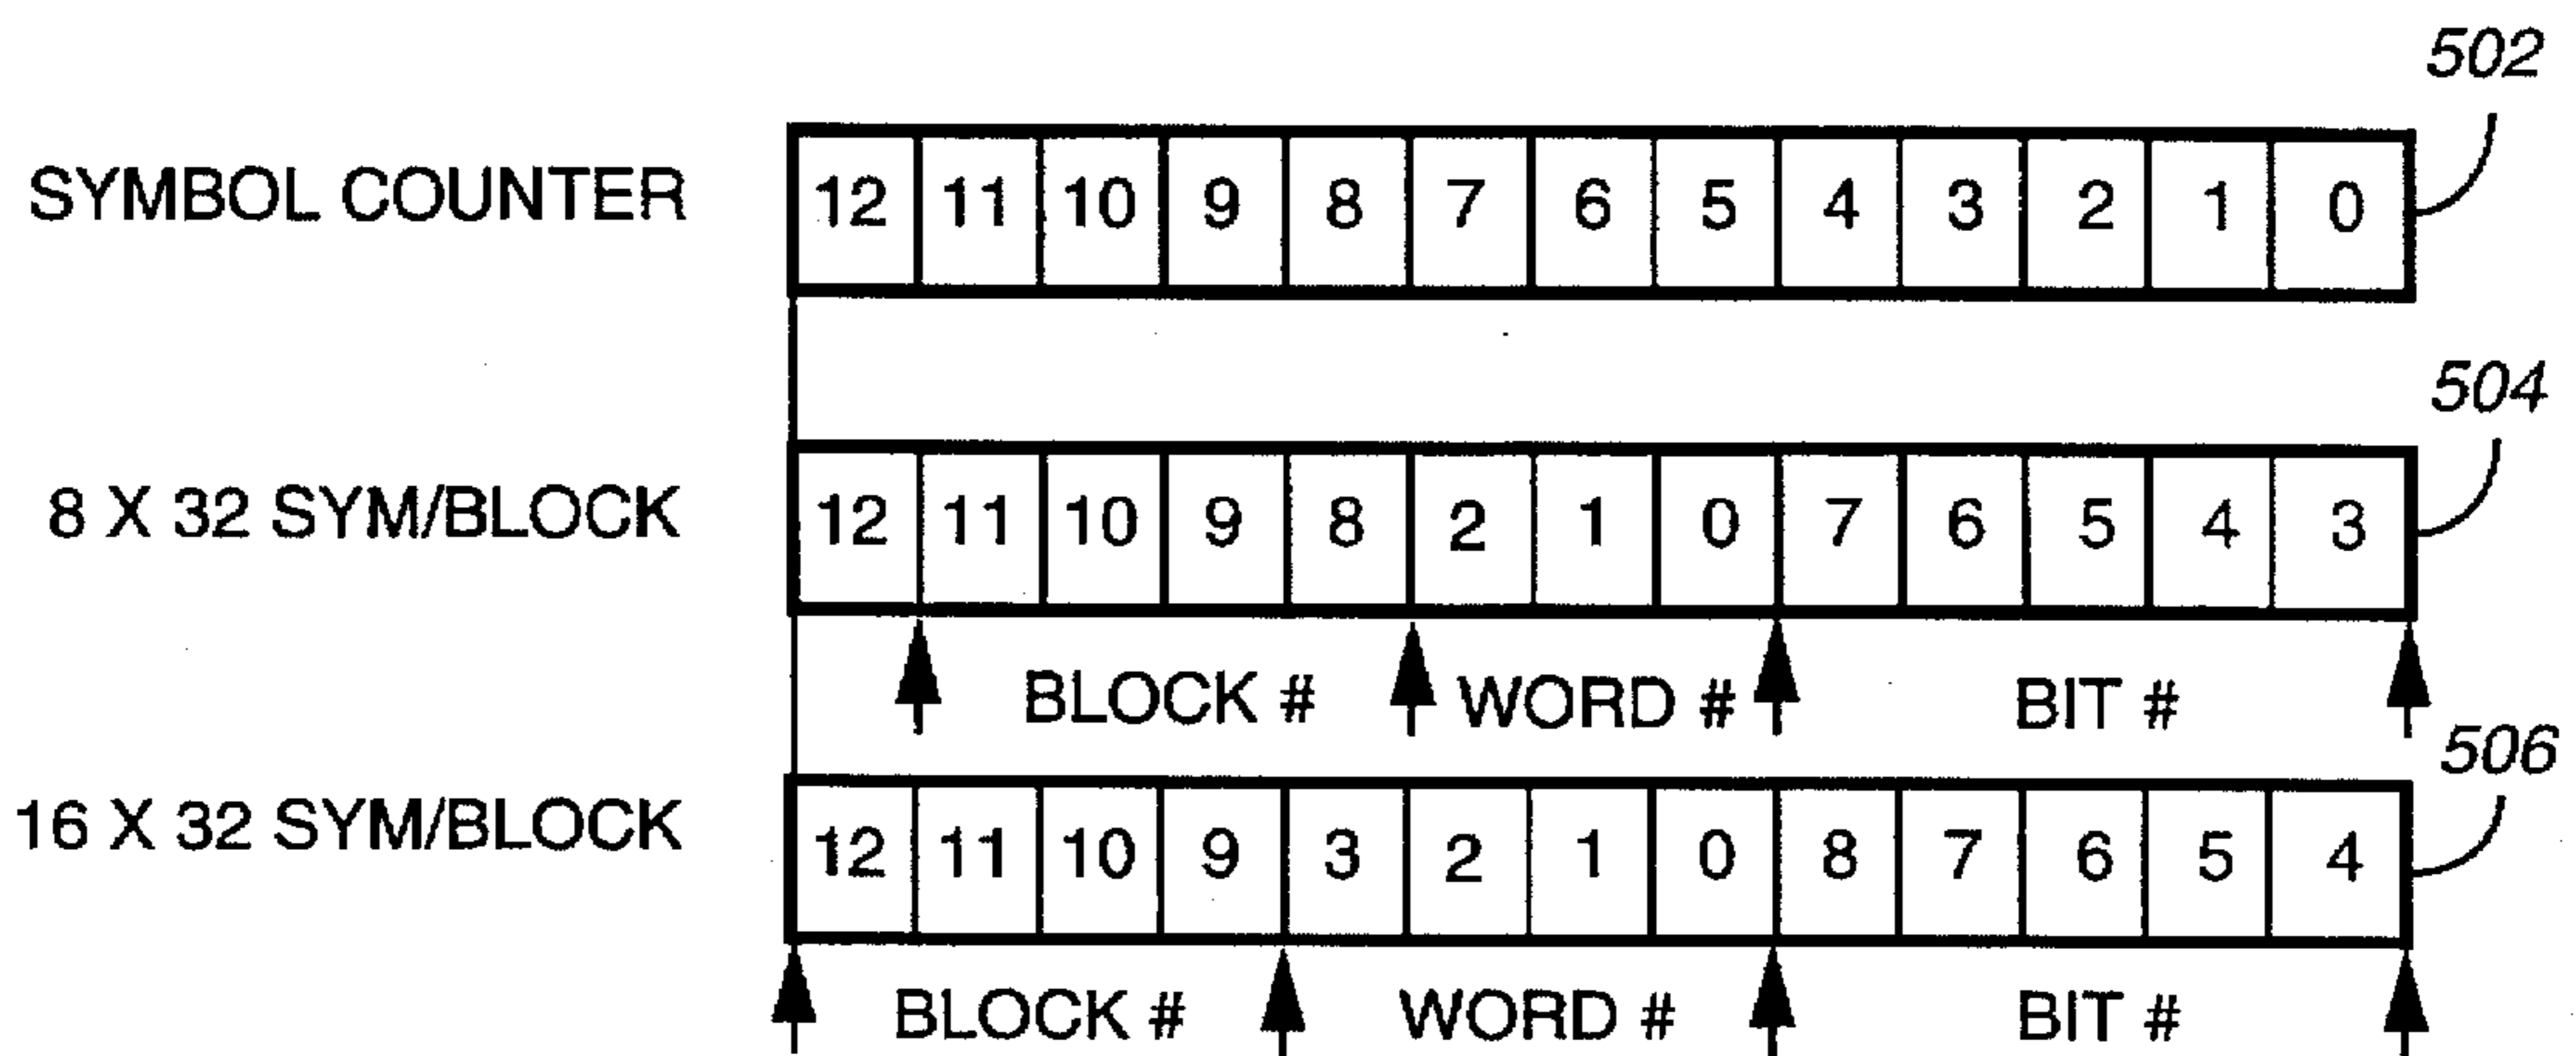 502
SYMBOL COUNTER 12 11 10 9 8 7 6 5 4 3 2 1 0
504
8 X 32 SYM/BLOCK 12 11 10 9 8 2 1 0 7 6 5 4 3
BLOCK # WORD # BIT #
506
16 X 32 SYM/BLOCK 12 11 10 9 3 2 1 0 8 7 6 5 4
BLOCK # WORD # BIT #